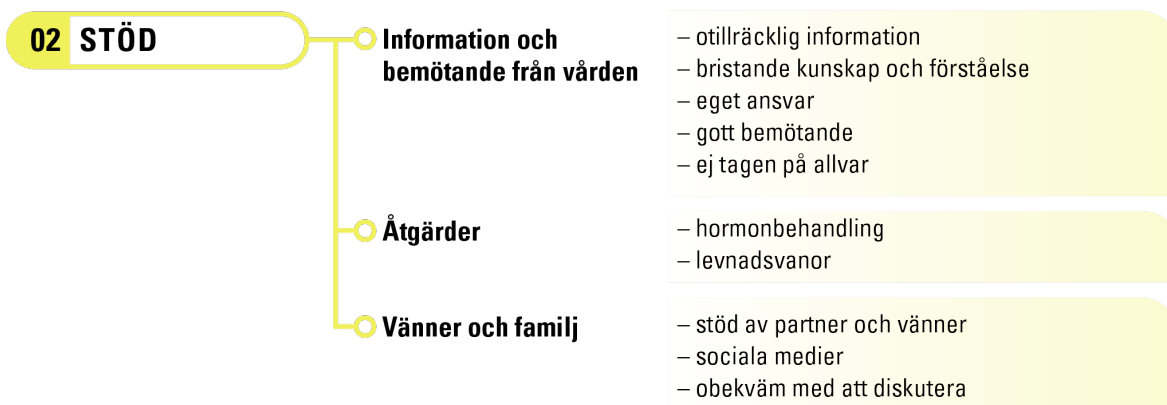 02 STÖD
Information och
bemötande från vården
– otillräcklig information
– bristande kunskap och förståelse
– eget ansvar
– gott bemötande
– ej tagen på allvar
Åtgärder
– hormonbehandling
– levnadsvanor
Vänner och familj
– stöd av partner och vänner
– sociala medier
– obekväm med att diskutera